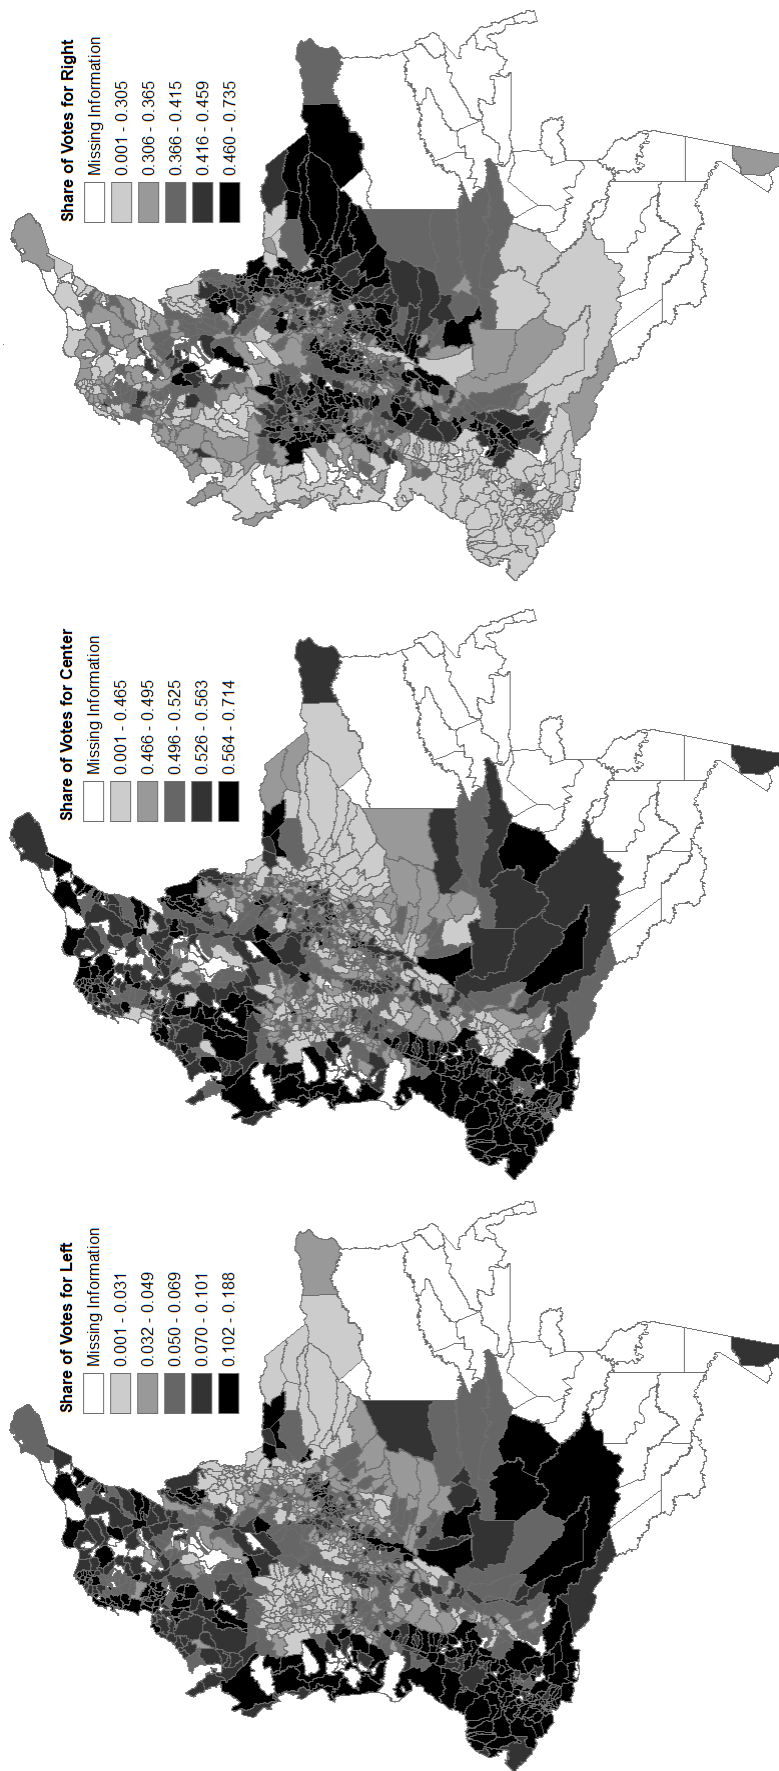 Share of Votes for Left
Missing Information
0.001 - 0.031
0.032 - 0.049
0.050 - 0.069
0.070 - 0.101
0.102 - 0.188
Share of Votes for Center
Missing Information
0.001 - 0.465
0.466 - 0.495
0.496 - 0.525
0.526 - 0.563
0.564 - 0.714
Share of Votes for Right
Missing Information
0.001 - 0.305
0.306 - 0.365
0.366 - 0.415
0.416 - 0.459
0.460 - 0.735